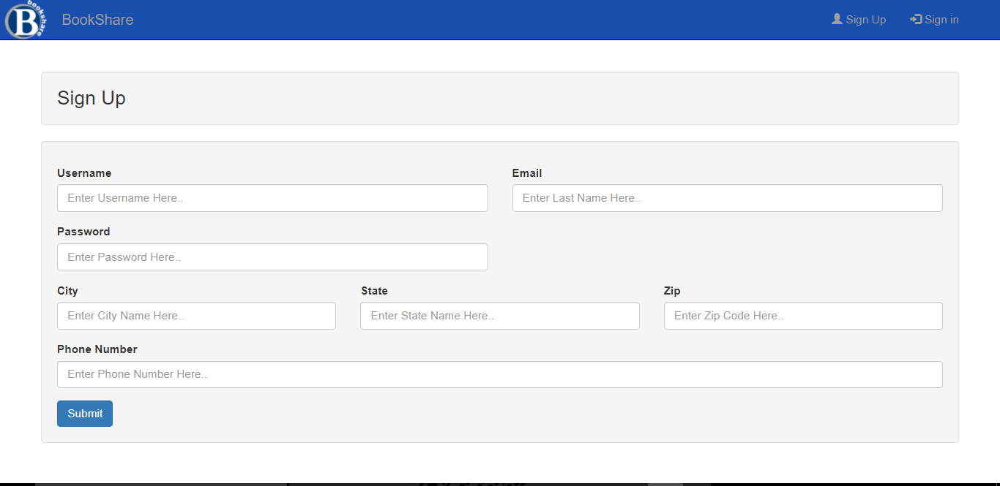 bookshare
B
BookShare
Sign Up
Sign in
Sign Up
Username
Email
Enter Username Here..
Enter Last Name Here..
Password
Enter Password Here..
City
State
Zip
Enter City Name Here..
Enter State Name Here..
Enter Zip Code Here..
Phone Number
Enter Phone Number Here..
Submit